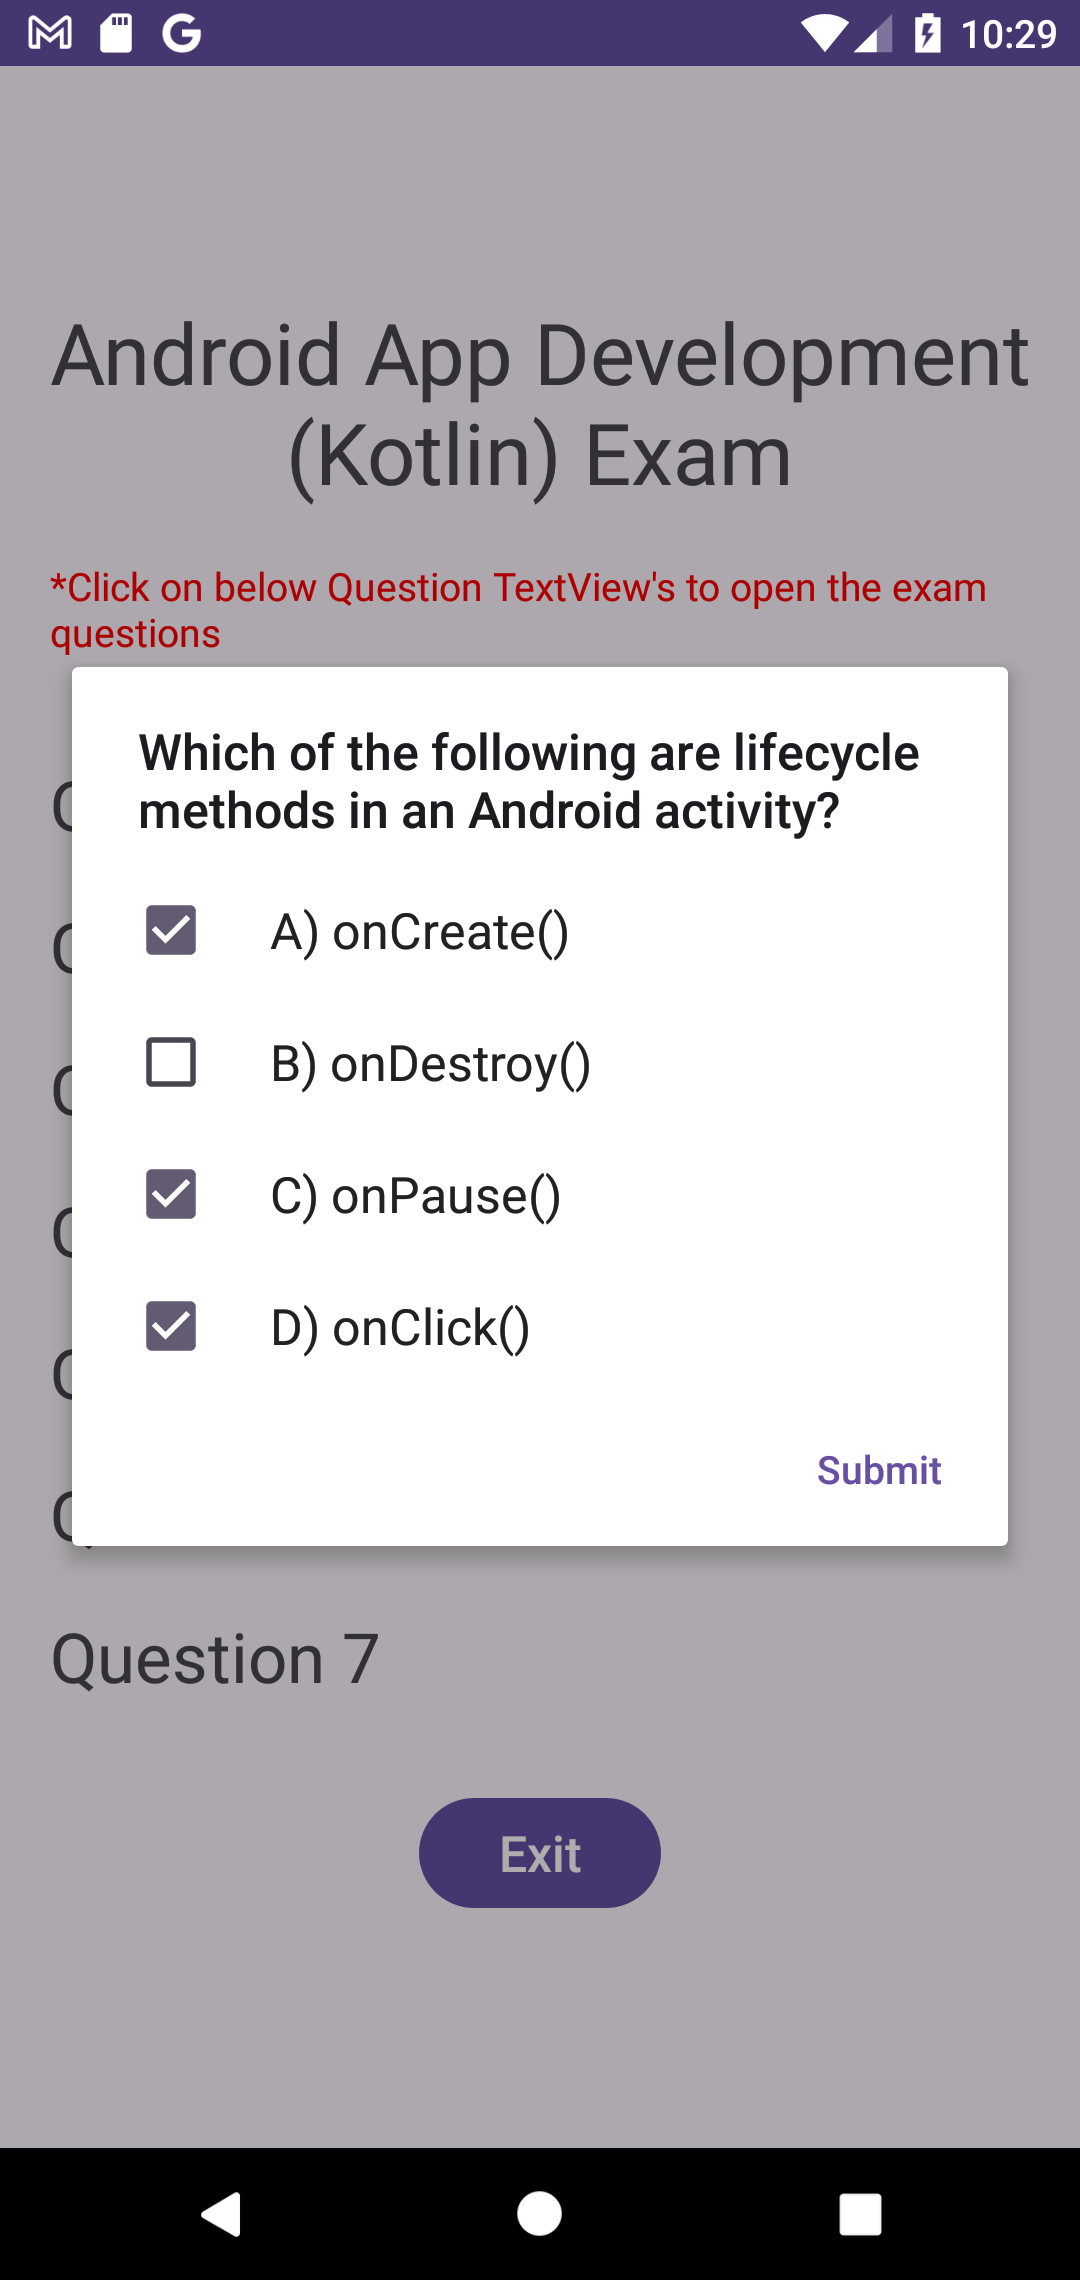 10:29
Android App Development
(Kotlin) Exam
*Click on below Question TextView's to open the exam
questions
Which of the following are lifecycle
methods in an Android activity?
A) onCreate()
B) onDestroy()
C) onPause()
D) onClick()
Submit
Question 7
Exit